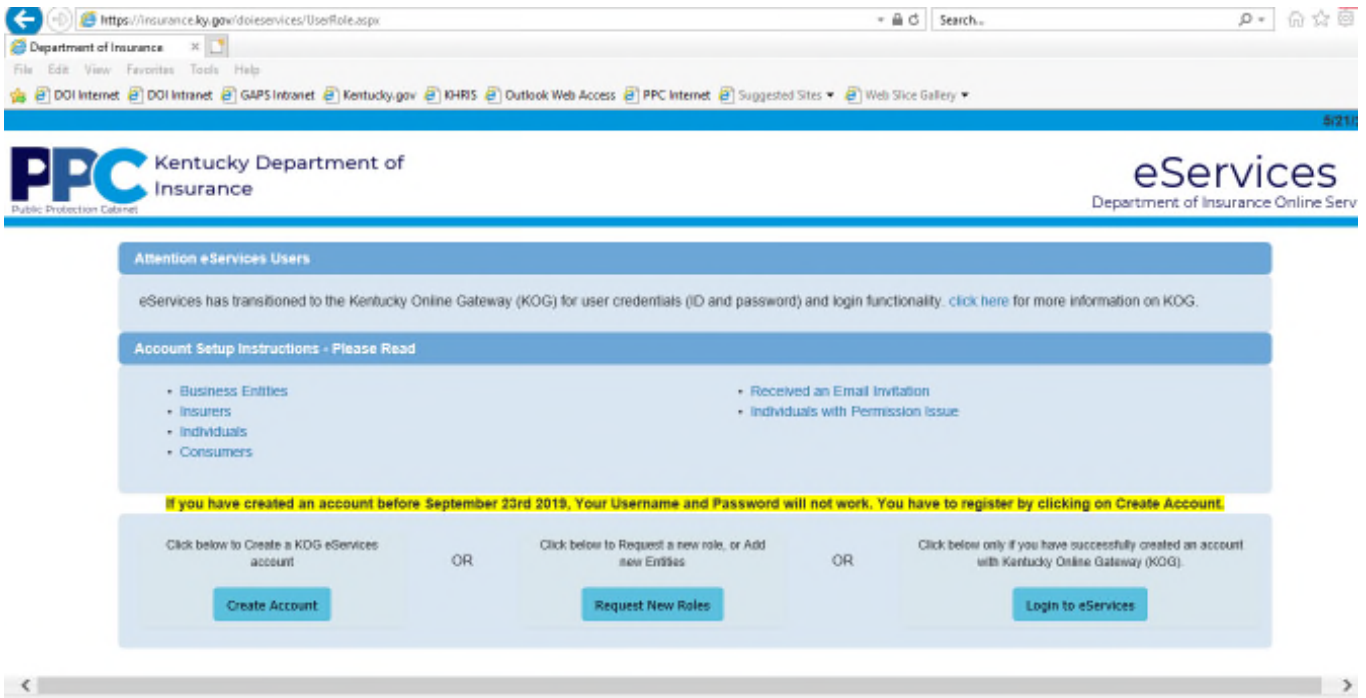 https://insurance.ky.gov/doieservices/UserRole.aspx
Search...
Department of Insurance
File Edit View Favorites Tools Help
DOI Internet DOI Intranet GAPS Intranet Kentucky.gov KHRIS Outlook Web Access PPC Internet Suggested Sites Web Slice Gallery
5/21/
PPC
Public Protection Cabinet
Kentucky Department of
Insurance
eServices
Department of Insurance Online Serv
Attention eServices Users
eServices has transitioned to the Kentucky Online Gateway (KOG) for user credentials (ID and password) and login functionality. click here for more information on KOG.
Account Setup Instructions - Please Read
• Business Entities
• Insurers
• Individuals
• Consumers
• Received an Email Invitation
• Individuals with Permission Issue
If you have created an account before September 23rd 2019, Your Username and Password will not work, You have to register by clicking on Create Account.
Click below to Create a KOG eServices
account
Create Account
OR
Click below to Request a new role, or Add
new Entities
Request New Roles
OR
Click below only if you have successfully created an account
with Kentucky Online Gateway (KOG).
Login to eServices